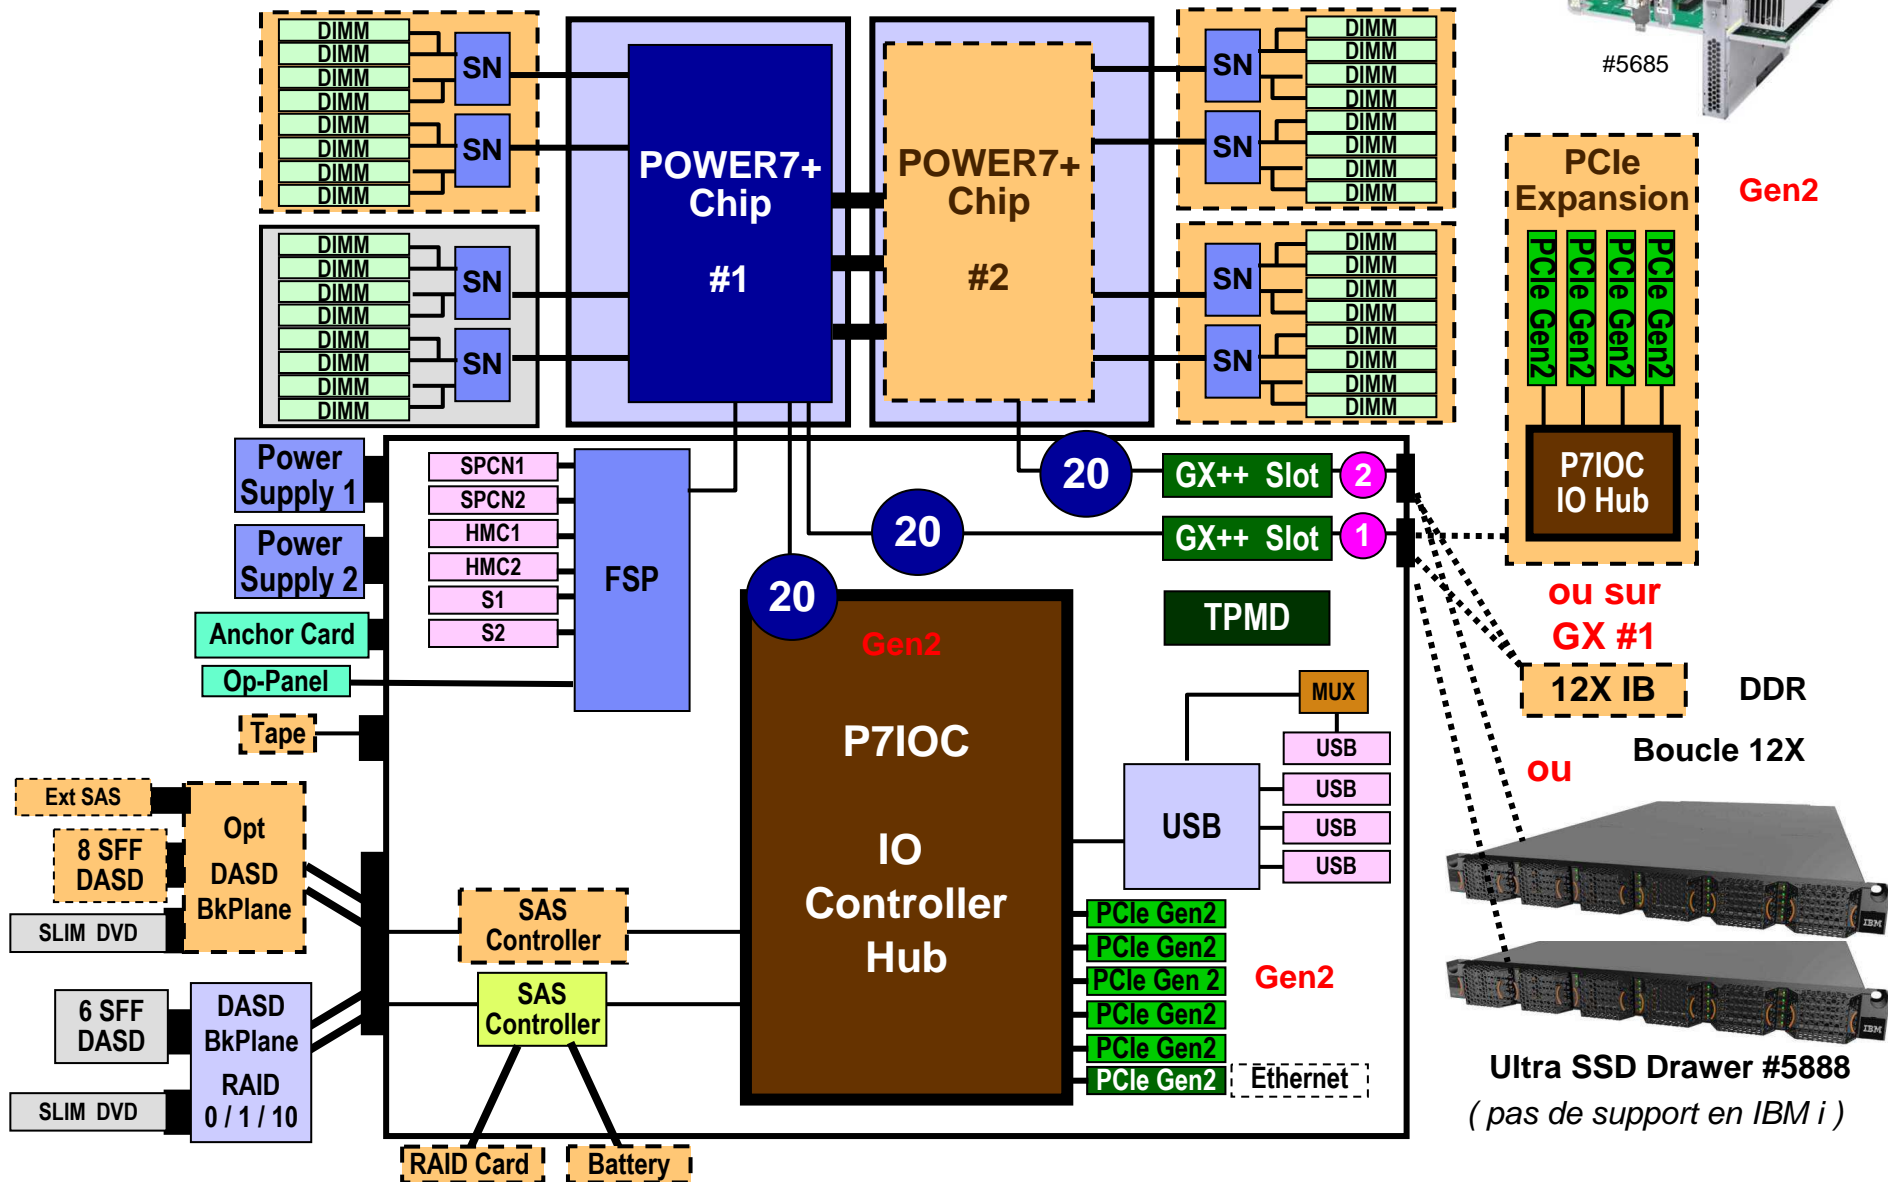 DIMM
DIMM
DIMM
DIMM
DIMM
DIMM
DIMM
DIMM
SN
SN
DIMM
DIMM
DIMM
DIMM
DIMM
DIMM
DIMM
DIMM
SN
SN
POWER7+
Chip
#1
POWER7+
Chip
#2
SN
SN
DIMM
DIMM
DIMM
DIMM
DIMM
DIMM
DIMM
DIMM
SN
SN
DIMM
DIMM
DIMM
DIMM
DIMM
DIMM
DIMM
DIMM
#5685
PCIe
Expansion
Gen2
PCIe Gen2
PCIe Gen2
PCIe Gen2
PCIe Gen2
P7IOC
IO Hub
ou sur
GX #1
12X IB
DDR
Boucle 12X
ou
Power
Supply 1
Power
Supply 2
Anchor Card
Op-Panel
Tape
SPCN1
SPCN2
HMC1
HMC2
S1
S2
FSP
20
20
20
GX++ Slot
2
GX++ Slot
1
TPMD
Gen2
P7IOC
IO
Controller
Hub
MUX
USB
USB
USB
USB
USB
PCIe Gen2
PCIe Gen2
PCIe Gen 2
PCIe Gen2
PCIe Gen2
PCIe Gen2
Gen2
Ethernet
Ext SAS
8 SFF
DASD
SLIM DVD
Opt
DASD
BkPlane
6 SFF
DASD
SLIM DVD
DASD
BkPlane
RAID
0 / 1 / 10
SAS
Controller
SAS
Controller
RAID Card
Battery
IBM
IBM
Ultra SSD Drawer #5888
( pas de support en IBM i )